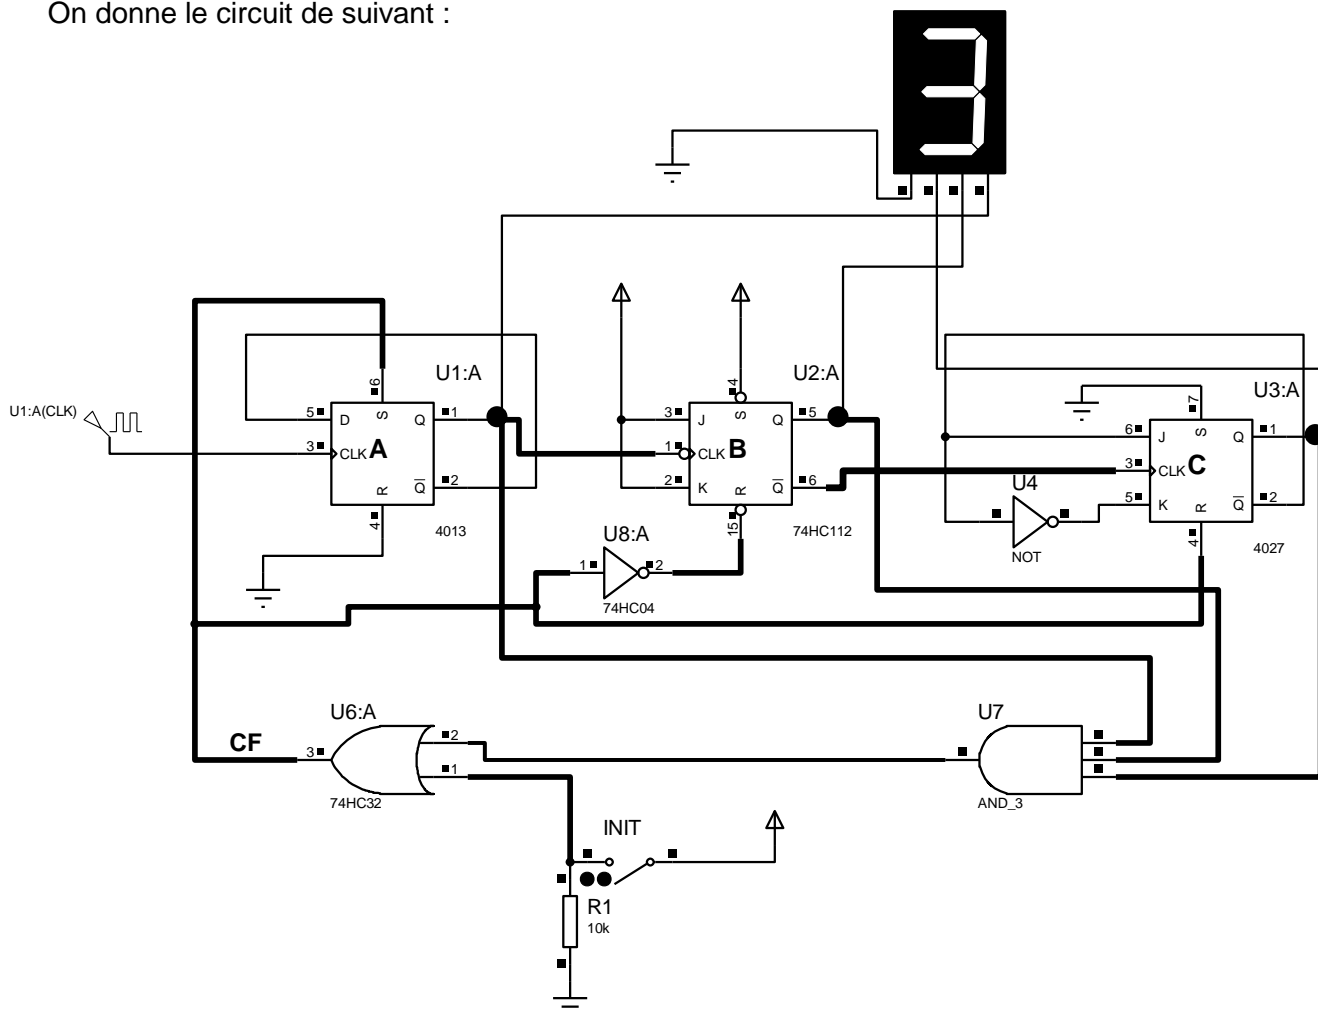 On donne le circuit de suivant :
3
U1:A(CLK)
U1:A
5 D S 6 Q 1
3 CLK A
R 4 Q 2
4013
U2:A
3 J S 4 Q 5
1 CLK B
2 K R 15 Q 6
74HC112
U3:A
6 J S 7 Q 1
3 CLK C
5 K R 4 Q 2
4027
U4
NOT
U8:A
1 2
74HC04
U6:A
CF 3 2
1
74HC32
U7
AND_3
INIT
R1
10k